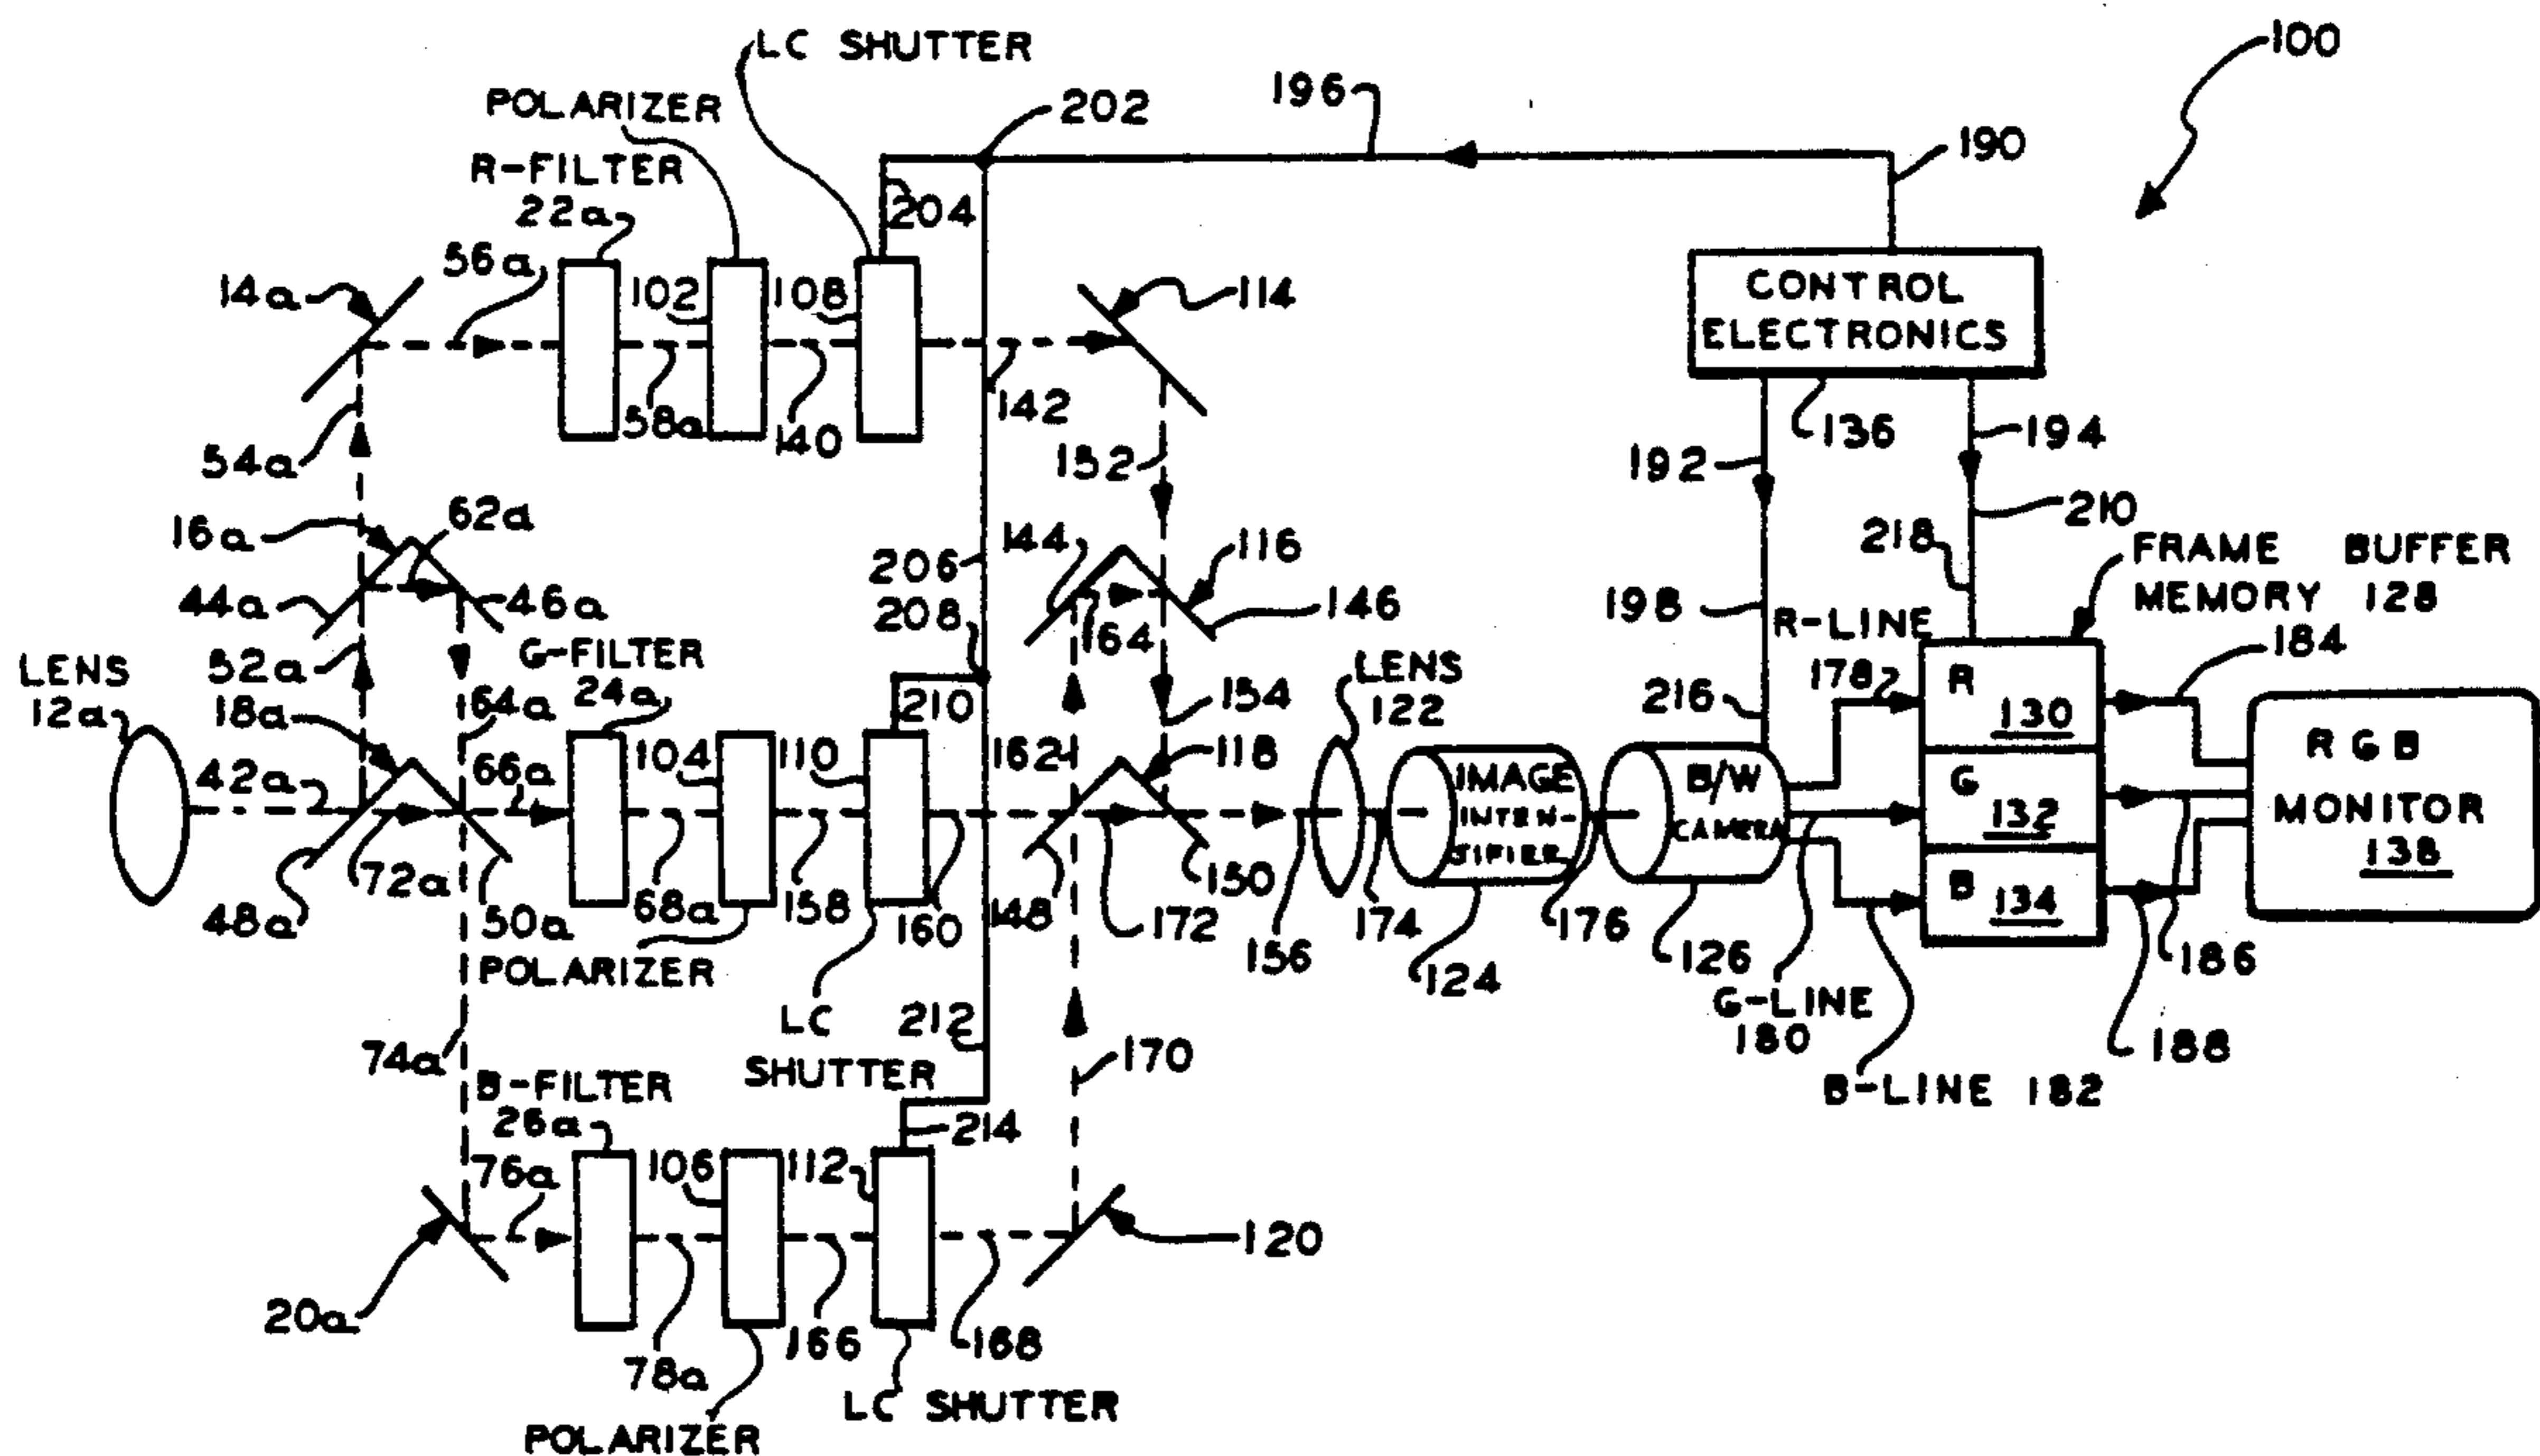 LC SHUTTER
100
POLARIZER
202
196
190
R-FILTER
22a
204
56a
14a
102
108
114
CONTROL
ELECTRONICS
58a
140
142
136
194
54a
152
192
62a
16a
144
116
210
218
FRAME BUFFER
MEMORY 128
206
44a
46a
208
164
146
198
R-LINE
184
52a
G-FILTER
24a
LENS
12a
18a
64a
210
154
LENS
122
216
178
R
130
42a
66a
104
110
162
118
IMAGE
INTEN-
SIFIER
B/W
CAMERA
G
132
RGB
MONITOR
138
72a
48a
50a
68a
158
160
148
172
150
156
174
176
B
134
186
POLARIZER
124
126
G-LINE
180
188
LC
SHUTTER
212
74a
170
B-LINE 182
B-FILTER
26a
214
76a
106
112
120
20a
78a
166
168
LC SHUTTER
POLARIZER